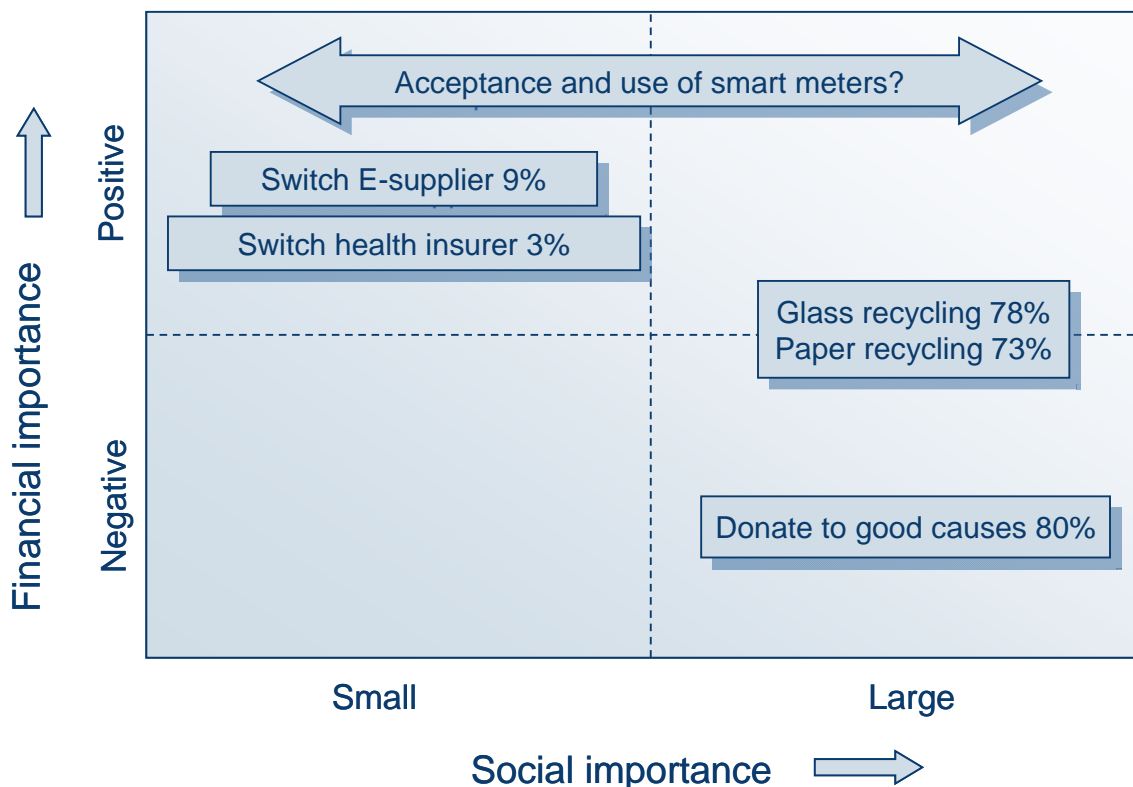 Acceptance and use of smart meters?
Positive
Switch E-supplier 9%
Switch health insurer 3%
Glass recycling 78%
Paper recycling 73%
Financial importance
Negative
Donate to good causes 80%
Small
Large
Social importance